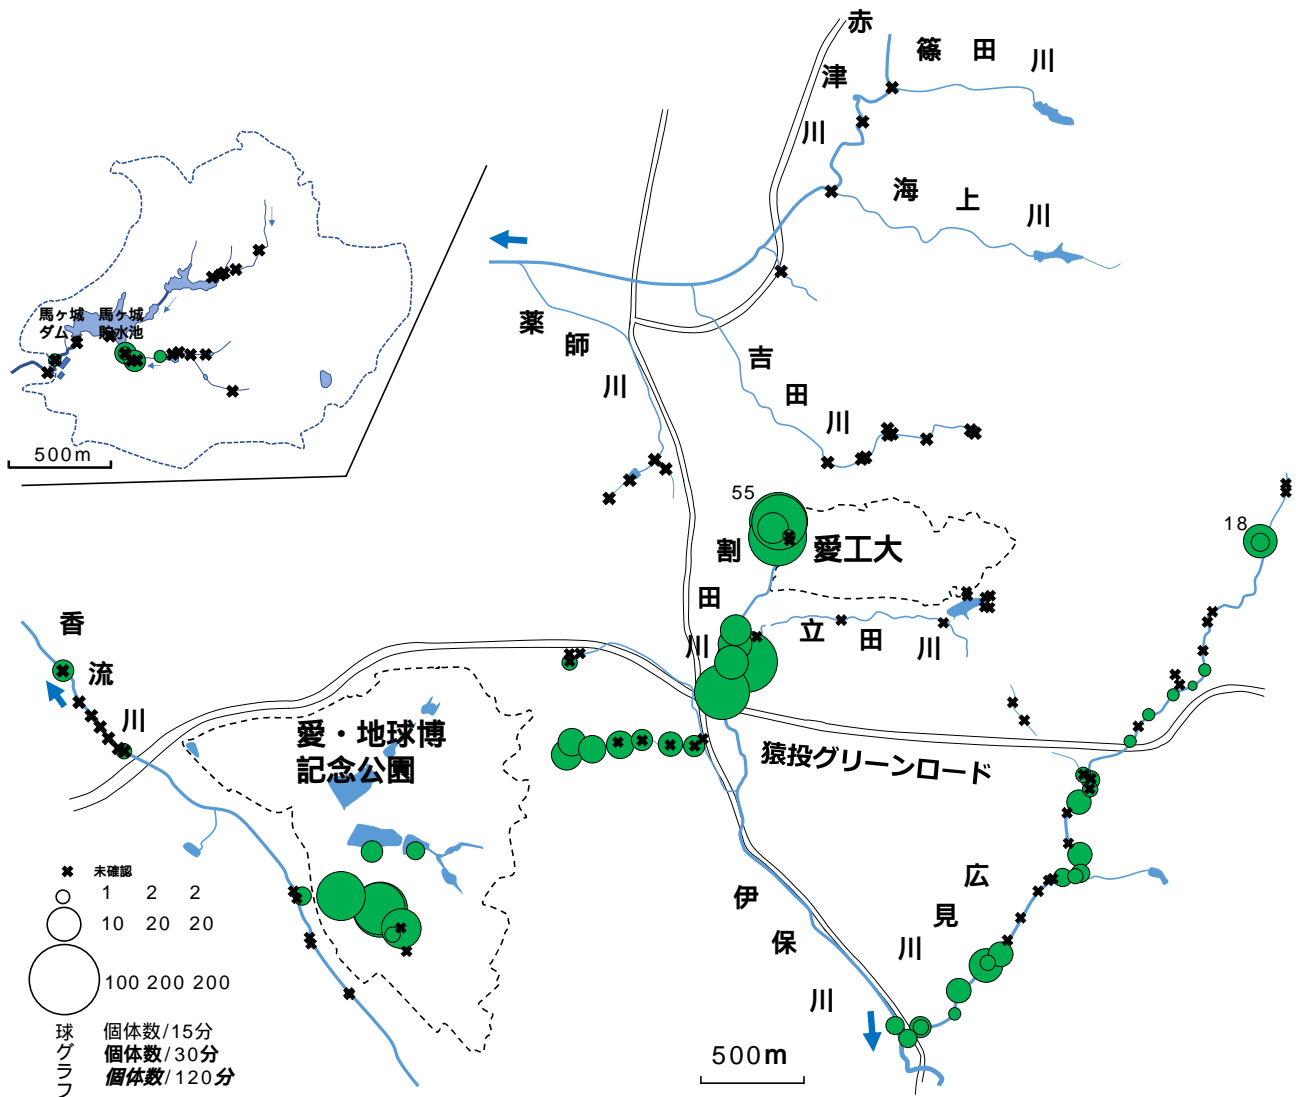 赤津川
篠田川
海上川
馬ヶ城
ダム
馬ヶ城
貯水池
500m
薬師川
吉田川
55
割田川
愛工大
18
立田川
香流川
愛・地球博
記念公園
猿投グリーンロード
伊保川
広見川
未確認
1 2 2
10 20 20
100 200 200
球グラフ
個体数/15分
個体数/30分
個体数/120分
500m